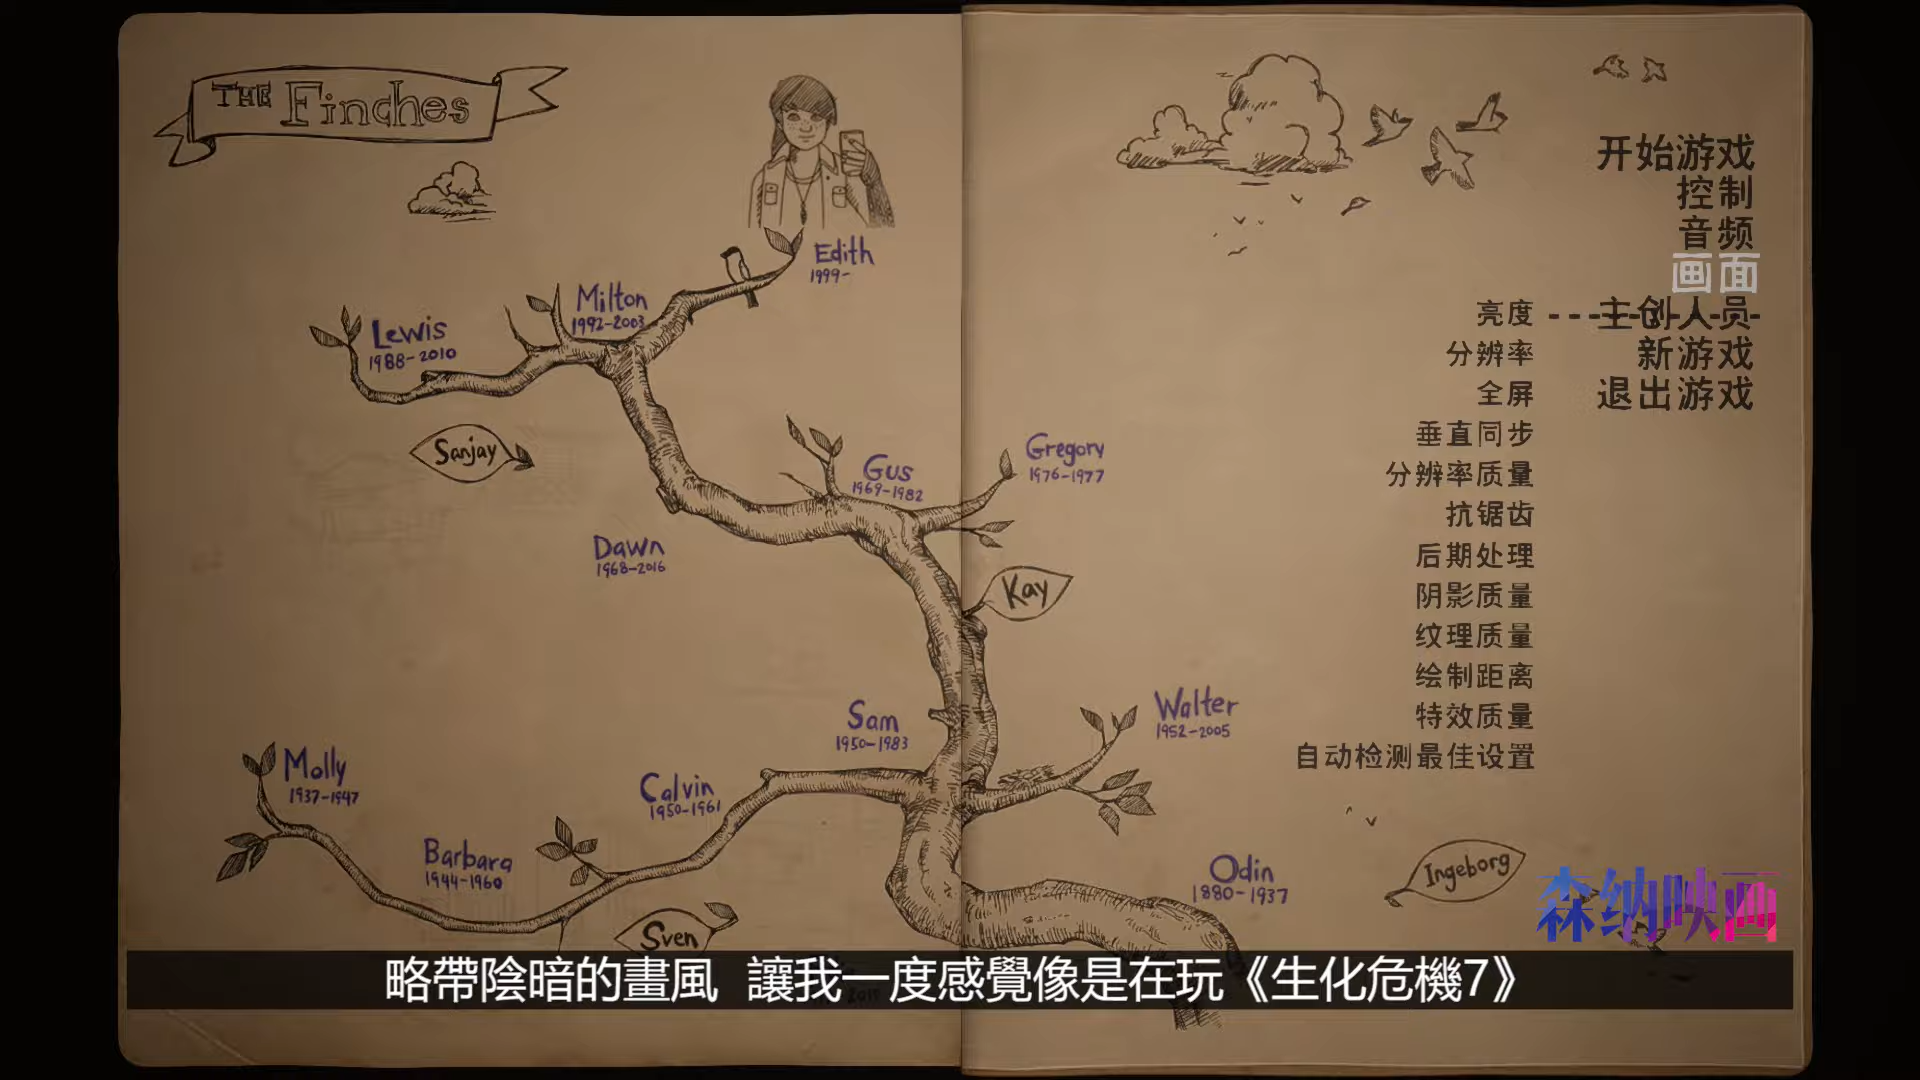 THE Finches
Edith
1999-
Milton
1992-2003
Lewis
1988-2010
Sanjay
Gus
1969-1982
Gregory
1976-1977
Dawn
1968-2016
Kay
Sam
1950-1983
Walter
1952-2005
Molly
1937-1947
Calvin
1950-1961
Barbara
1944-1960
Sven
Odin
1880-1937
Ingeborg
开始游戏
控制
音频
画面
主创人员
新游戏
退出游戏
亮度
分辨率
全屏
垂直同步
分辨率质量
抗锯齿
后期处理
阴影质量
纹理质量
绘制距离
特效质量
自动检测最佳设置
森纳映画
略帶陰暗的畫風 讓我一度感覺像是在玩《生化危機7》